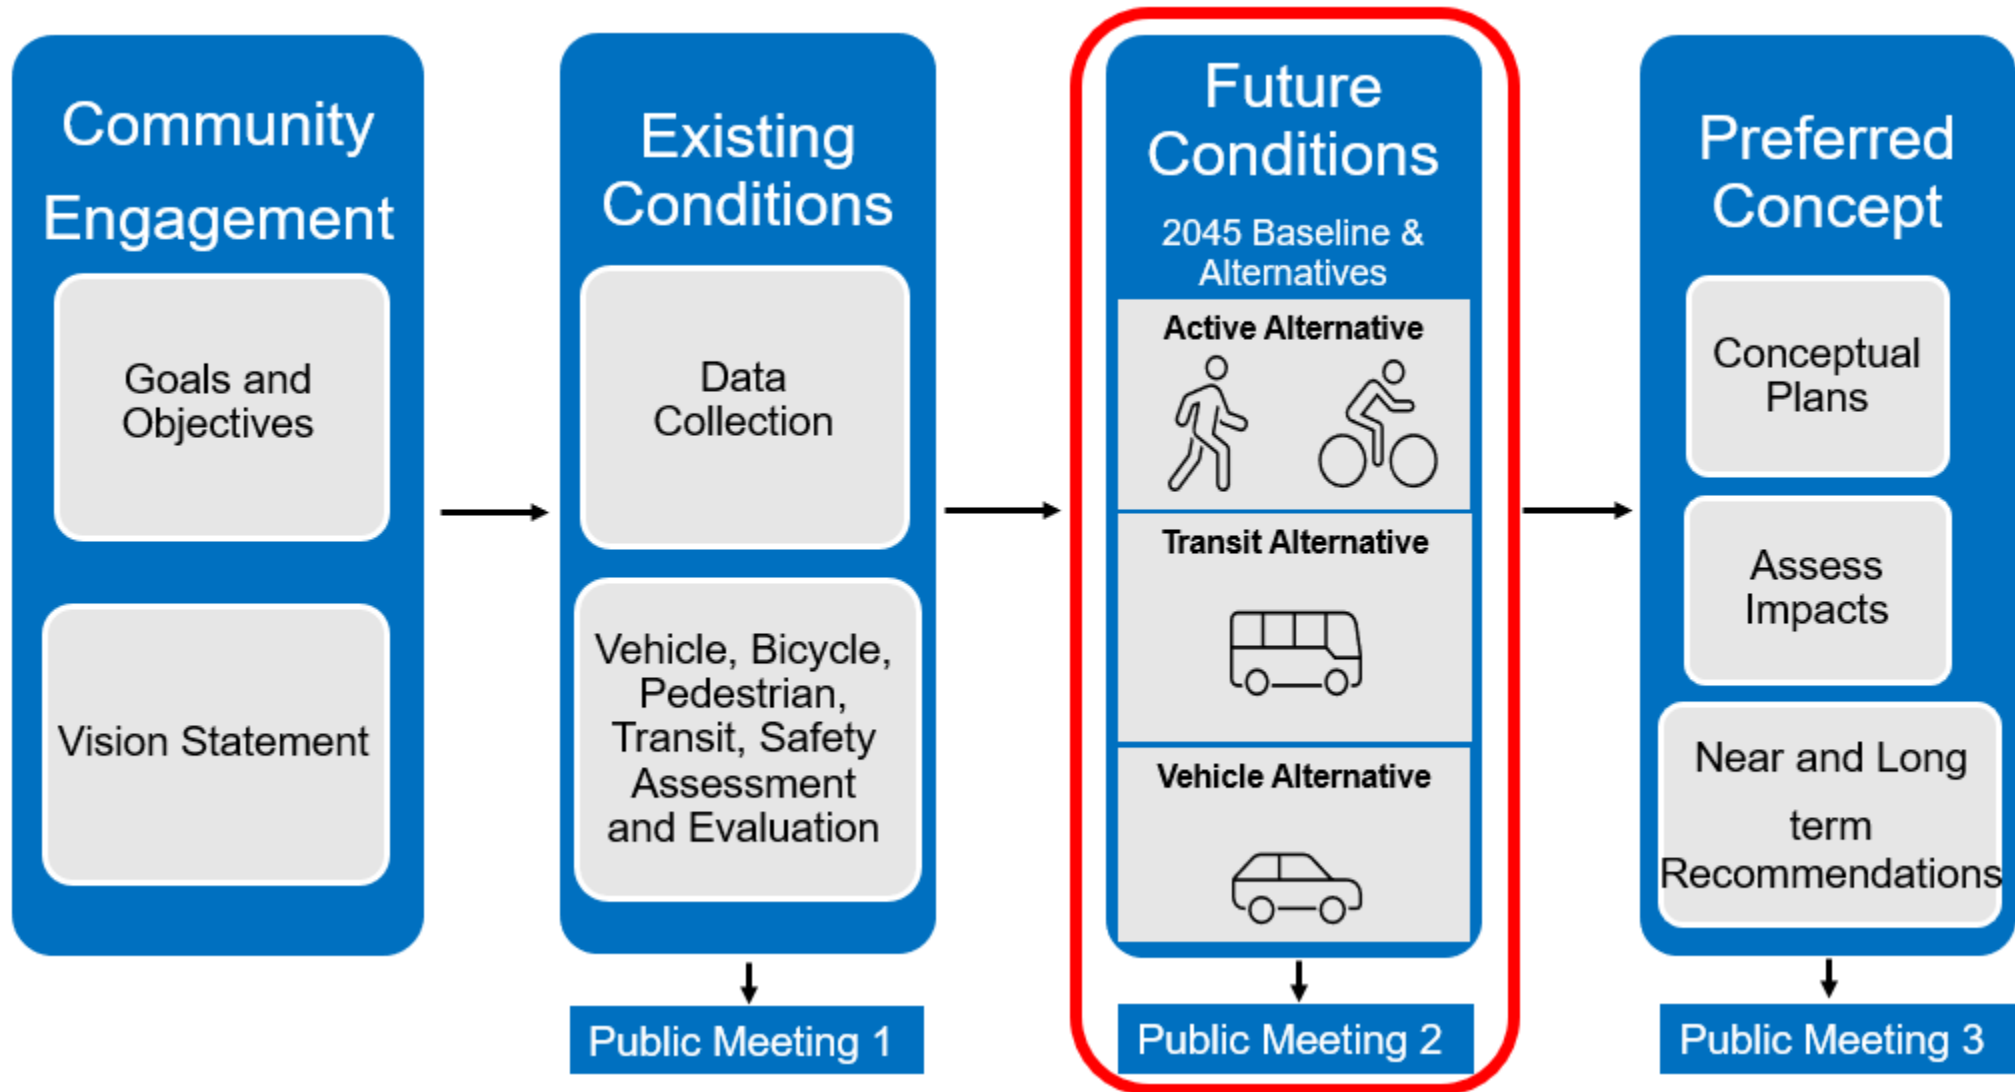 Community
Engagement
Goals and
Objectives
Vision Statement
Existing
Conditions
Data
Collection
Vehicle, Bicycle,
Pedestrian,
Transit, Safety
Assessment
and Evaluation
Public Meeting 1
Future
Conditions
2045 Baseline &
Alternatives
Active Alternative
Transit Alternative
Vehicle Alternative
Public Meeting 2
Preferred
Concept
Conceptual
Plans
Assess
Impacts
Near and Long
term
Recommendations
Public Meeting 3